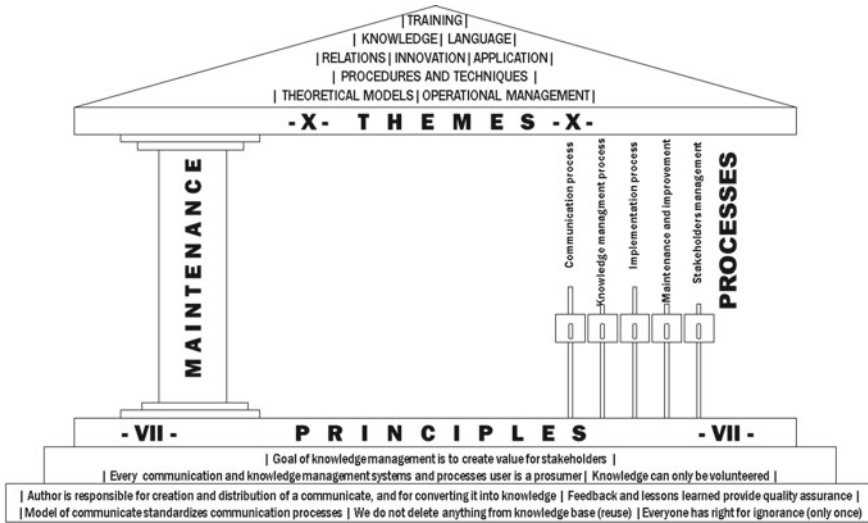 |TRAINING|
| KNOWLEDGE| LANGUAGE|
|RELATIONS| INNOVATION|APPLICATION|
| PROCEDURES AND TECHNIQUES |
| THEORETICAL MODELS| OPERATIONAL MANAGEMENT|
-X- THEMES -X-
MAINTENANCE
Communication process
Knowledge managment process
Implementation process
Maintenance and improvement
Stakeholders management
PROCESSES
- VII - PRINCIPLES - VII -
| Goal of knowledge management is to create value for stakeholders |
| Every communication and knowledge management systems and processes user is a prosumer| Knowledge can only be volunteered |
| Author is responsible for creation and distribution of a communicate, and for converting it into knowledge | Feedback and lessons learned provide quality assurance |
| Model of communicate standardizes communication processes | We do not delete anything from knowledge base (reuse) | Everyone has right for ignorance (only once)